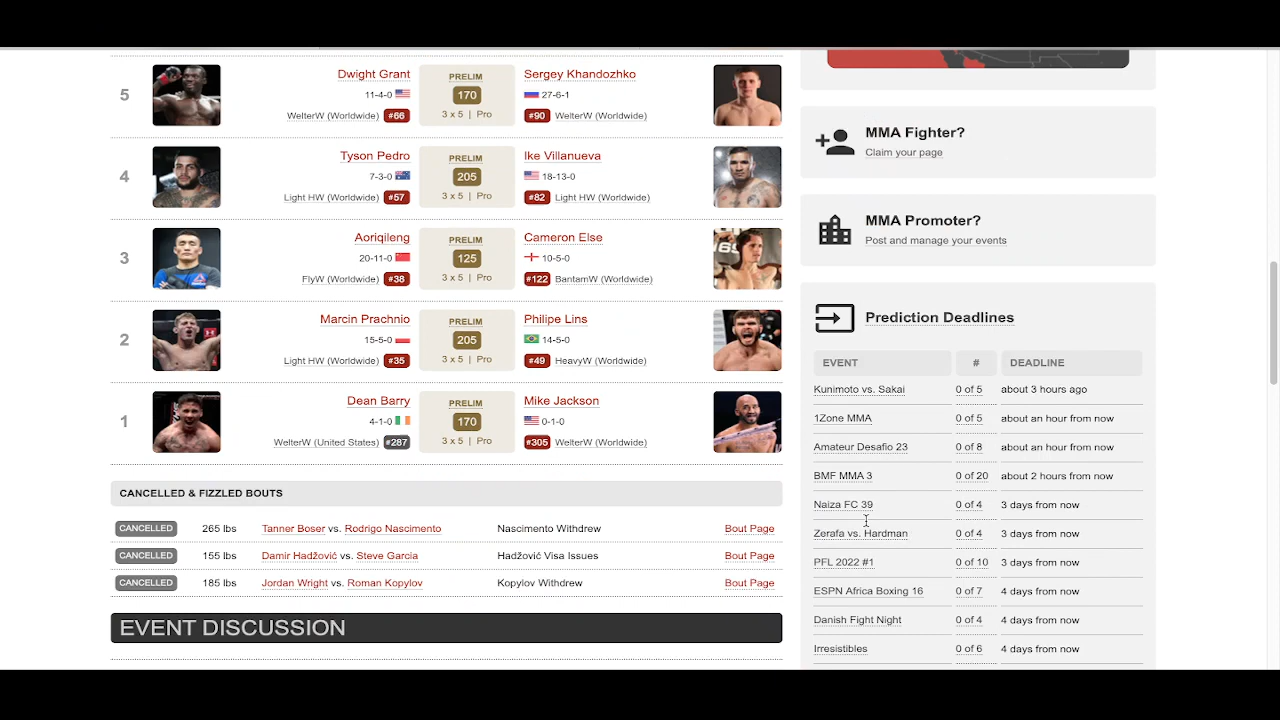 5
Dwight Grant
11-4-0
WelterW (Worldwide) #66
PRELIM
170
3 x 5 | Pro
Sergey Khandozhko
27-6-1
#90 WelterW (Worldwide)
4
Tyson Pedro
7-3-0
Light HW (Worldwide) #57
PRELIM
205
3 x 5 | Pro
Ike Villanueva
18-13-0
#82 Light HW (Worldwide)
3
Aoriqileng
20-11-0
FlyW (Worldwide) #38
PRELIM
125
3 x 5 | Pro
Cameron Else
10-5-0
#122 BantamW (Worldwide)
2
Marcin Prachnio
15-5-0
Light HW (Worldwide) #35
PRELIM
205
3 x 5 | Pro
Philipe Lins
14-5-0
#49 HeavyW (Worldwide)
1
Dean Barry
4-1-0
WelterW (United States) #287
PRELIM
170
3 x 5 | Pro
Mike Jackson
0-1-0
#305 WelterW (Worldwide)
CANCELLED & FIZZLED BOUTS
CANCELLED 265 lbs Tanner Boser vs. Rodrigo Nascimento Nascimento Withdrew Bout Page
CANCELLED 155 lbs Damir Hadžović vs. Steve Garcia Hadžović Visa Issues Bout Page
CANCELLED 185 lbs Jordan Wright vs. Roman Kopylov Kopylov Withdrew Bout Page
EVENT DISCUSSION
MMA Fighter?
Claim your page
MMA Promoter?
Post and manage your events
Prediction Deadlines
EVENT # DEADLINE
Kunimoto vs. Sakai 0 of 5 about 3 hours ago
1Zone MMA 0 of 5 about an hour from now
Amateur Desafio 23 0 of 8 about an hour from now
BMF MMA 3 0 of 20 about 2 hours from now
Naiza FC 39 0 of 4 3 days from now
Zerafa vs. Hardman 0 of 4 3 days from now
PFL 2022 #1 0 of 10 3 days from now
ESPN Africa Boxing 16 0 of 7 4 days from now
Danish Fight Night 0 of 4 4 days from now
Irresistibles 0 of 6 4 days from now